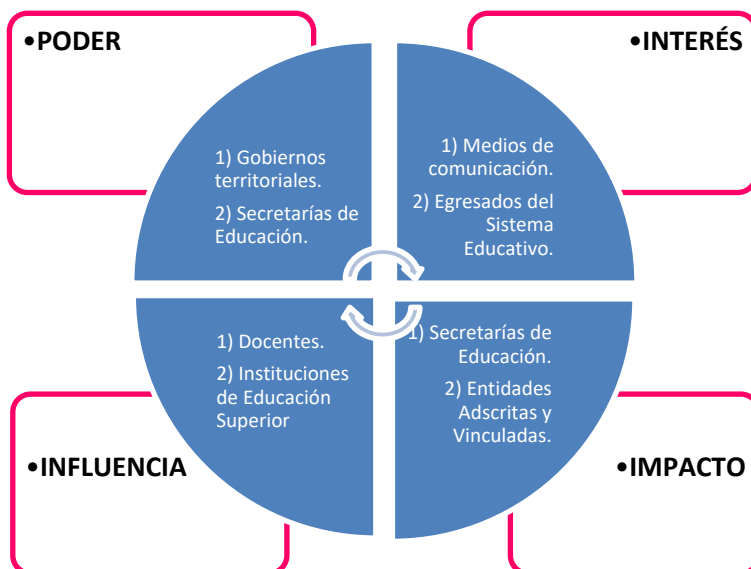 •PODER
•INTERÉS
1) Gobiernos
territoriales.
2) Secretarías de
Educación.
1) Medios de
comunicación.
2) Egresados del
Sistema
Educativo.
1) Docentes.
2) Instituciones
de Educación
Superior
1) Secretarías de
Educación.
2) Entidades
Adscritas y
Vinculadas.
•INFLUENCIA
•IMPACTO